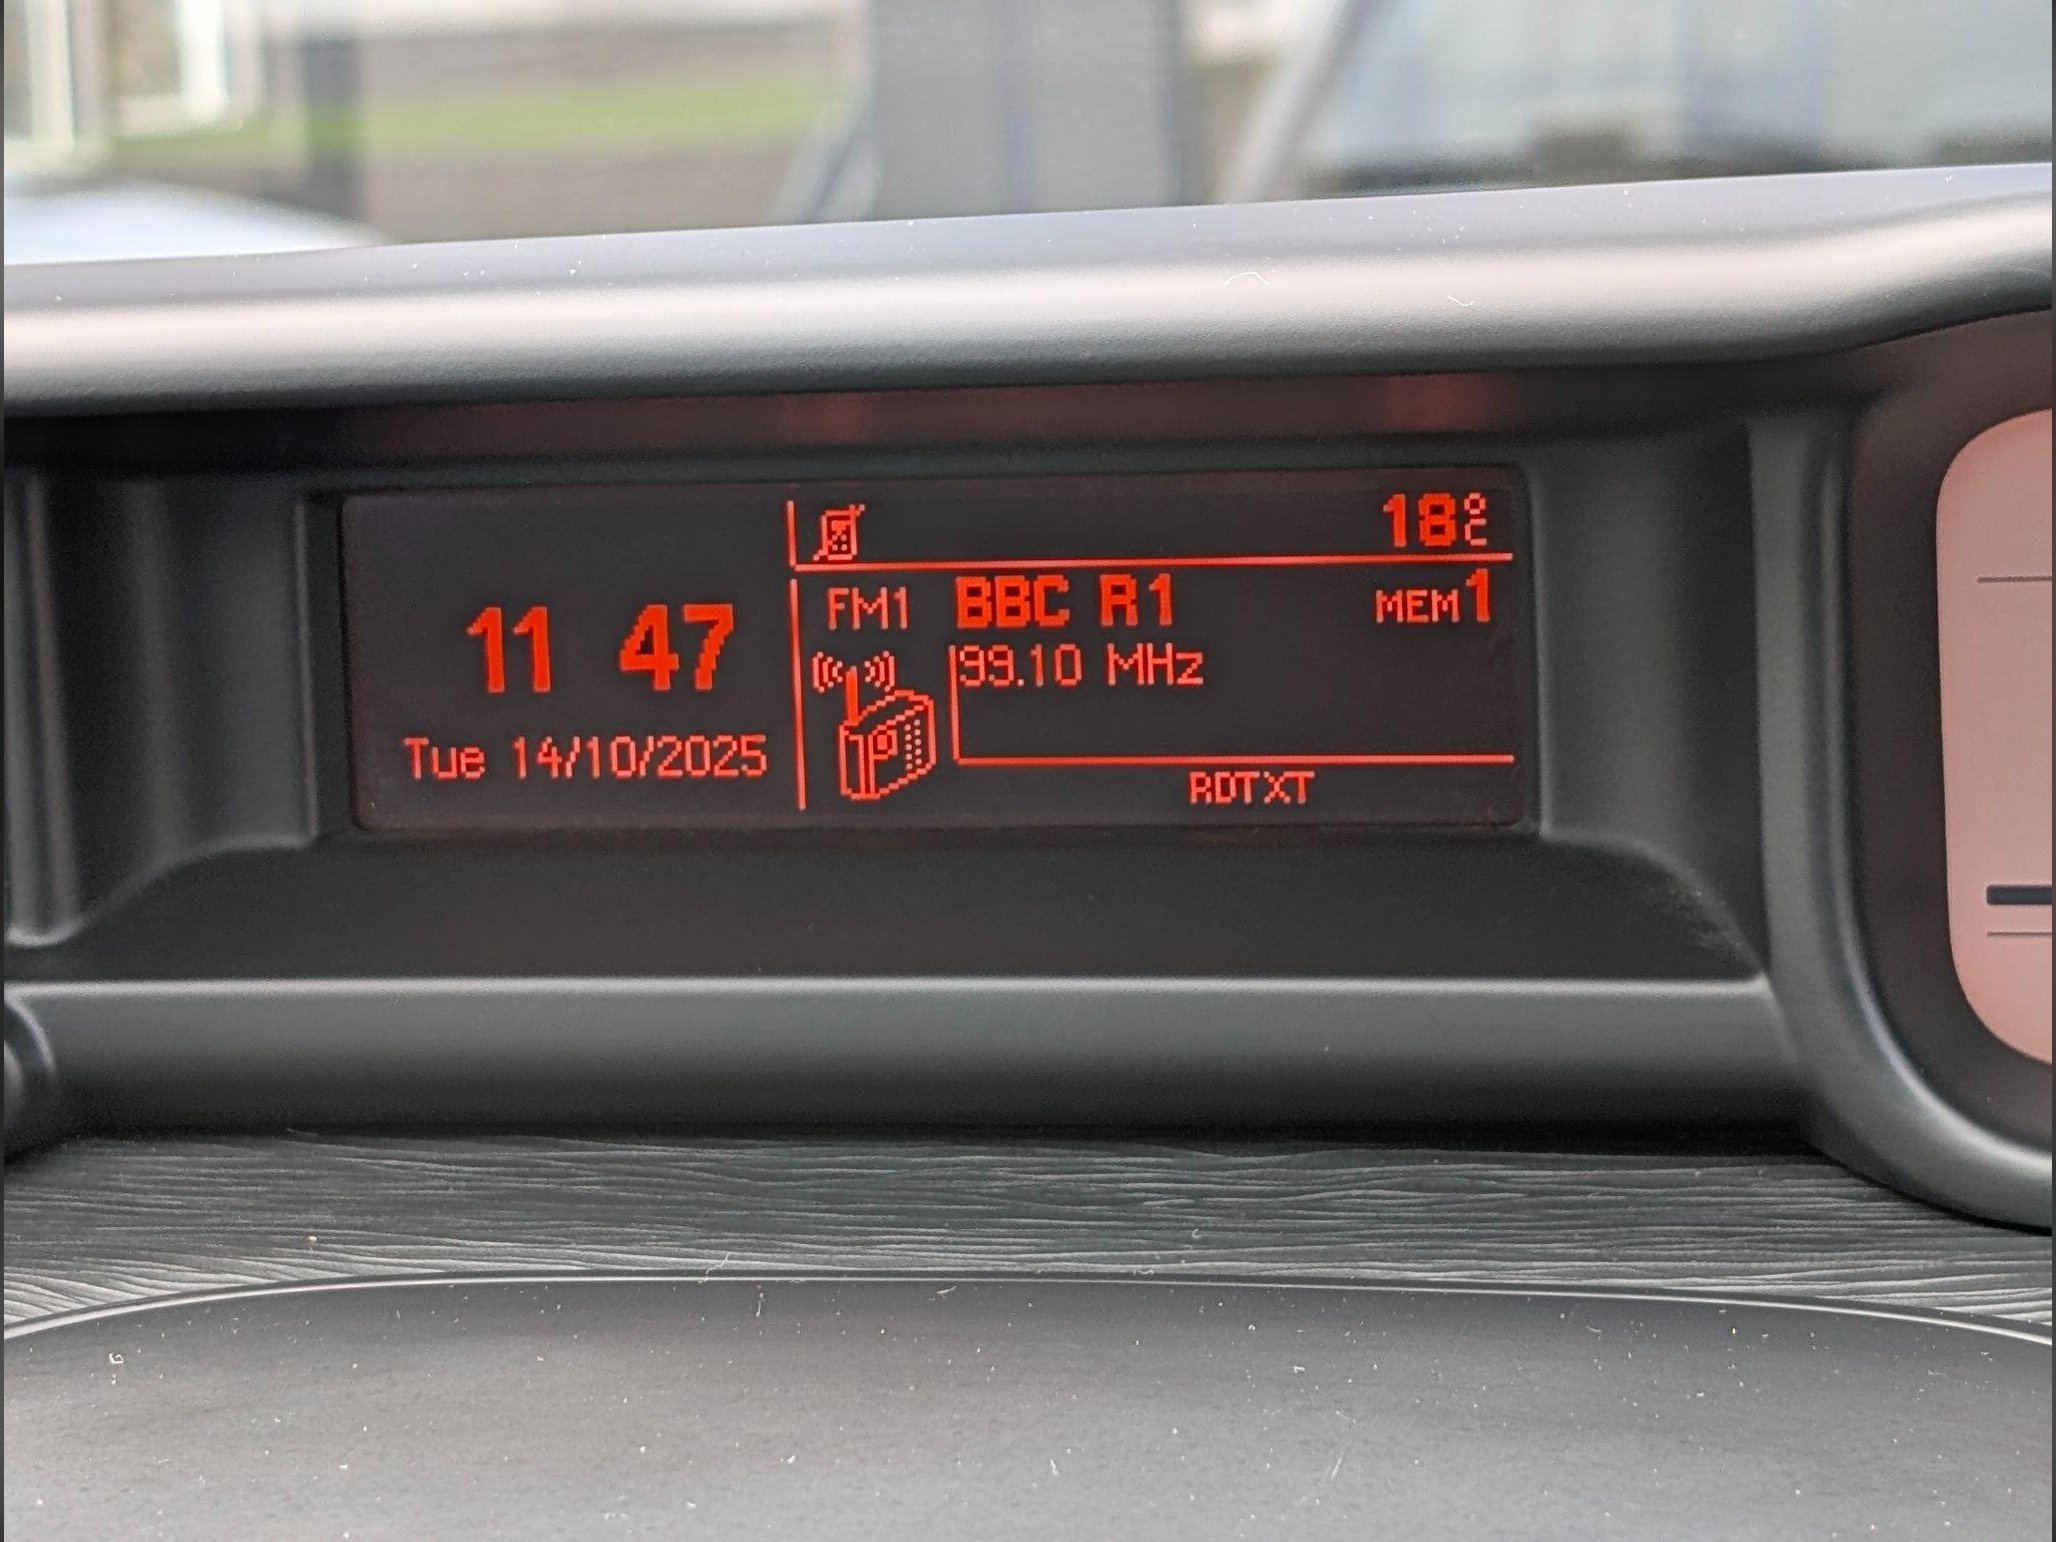 18°C
FM1 BBC R1 MEM1
11 47
99.10 MHz
Tue 14/10/2025
RDTXT